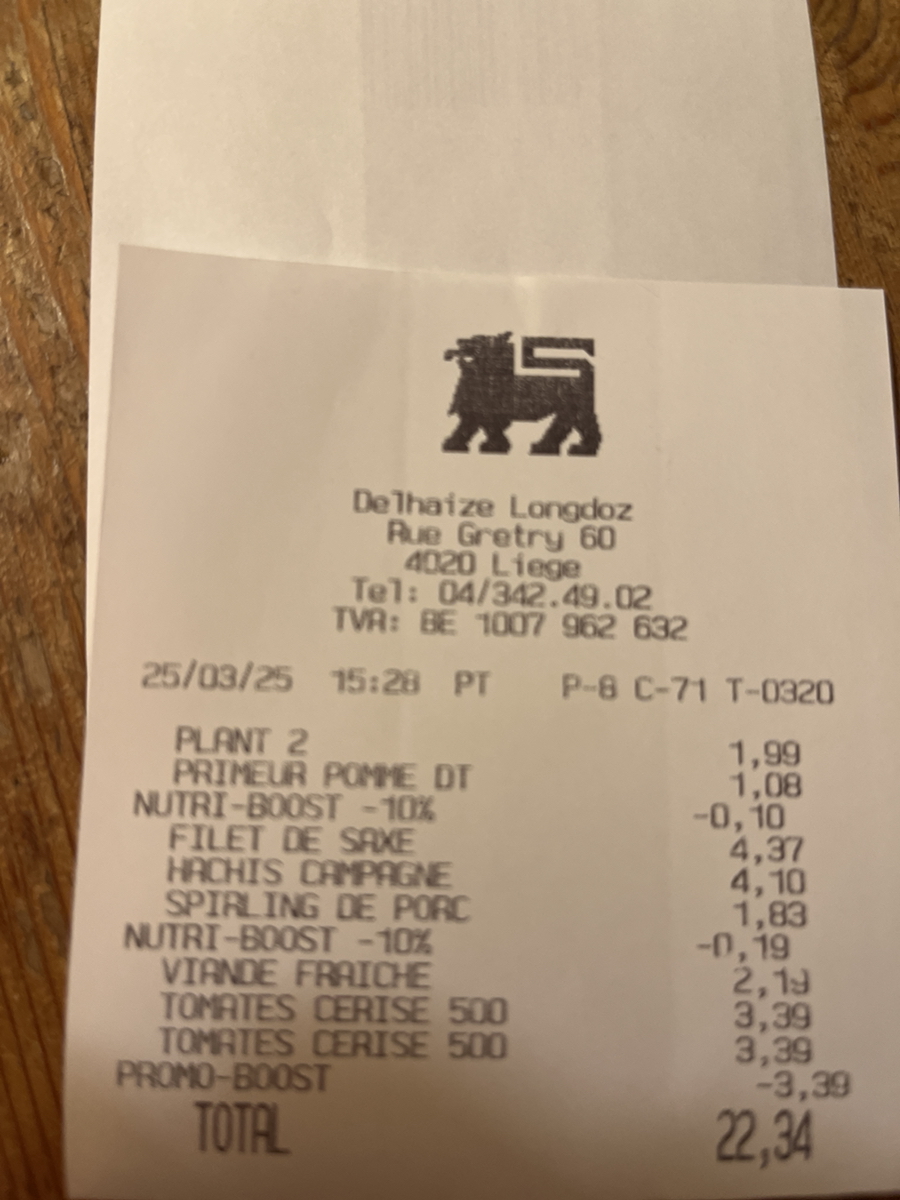 Delhaize Longdoz
Rue Gretry 60
4020 Liege
Tel: 04/342.49.02
TVA: BE 1007 962 632
25/03/25 15:28 PT P-8 C-71 T-0320
PLANT 2 1,99
PRIMEUR POMME DT 1,08
NUTRI-BOOST -10% -0,10
FILET DE SAXE 4,37
HACHIS CAMPAGNE 4,10
SPIRLING DE PORC 1,83
NUTRI-BOOST -10% -0,19
VIANDE FRAICHE 2,19
TOMATES CERISE 500 3,39
TOMATES CERISE 500 3,39
PROMO-BOOST -3,39
TOTAL 22,34